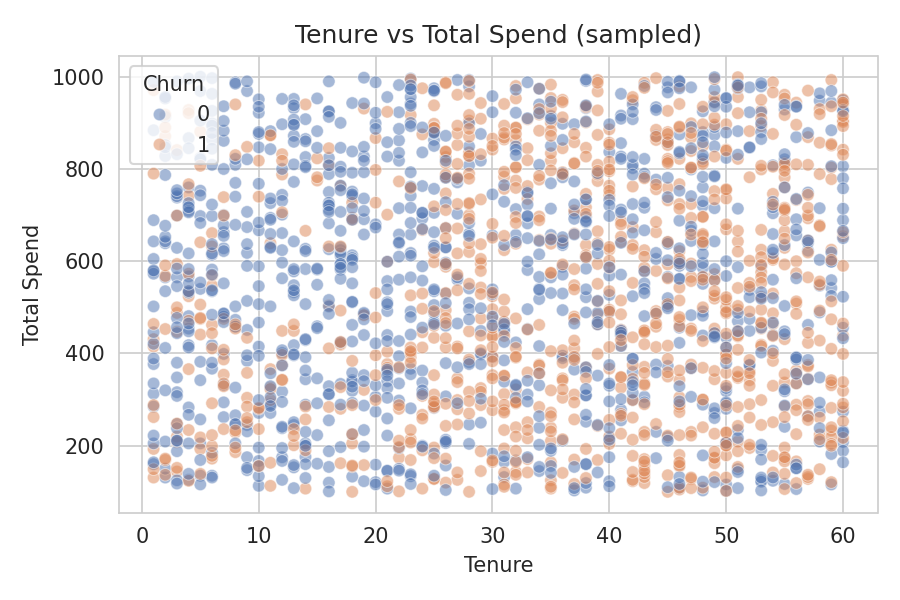 Tenure vs Total Spend (sampled)
Churn
0
1
1000
800
600
400
200
Total Spend
0 10 20 30 40 50 60
Tenure